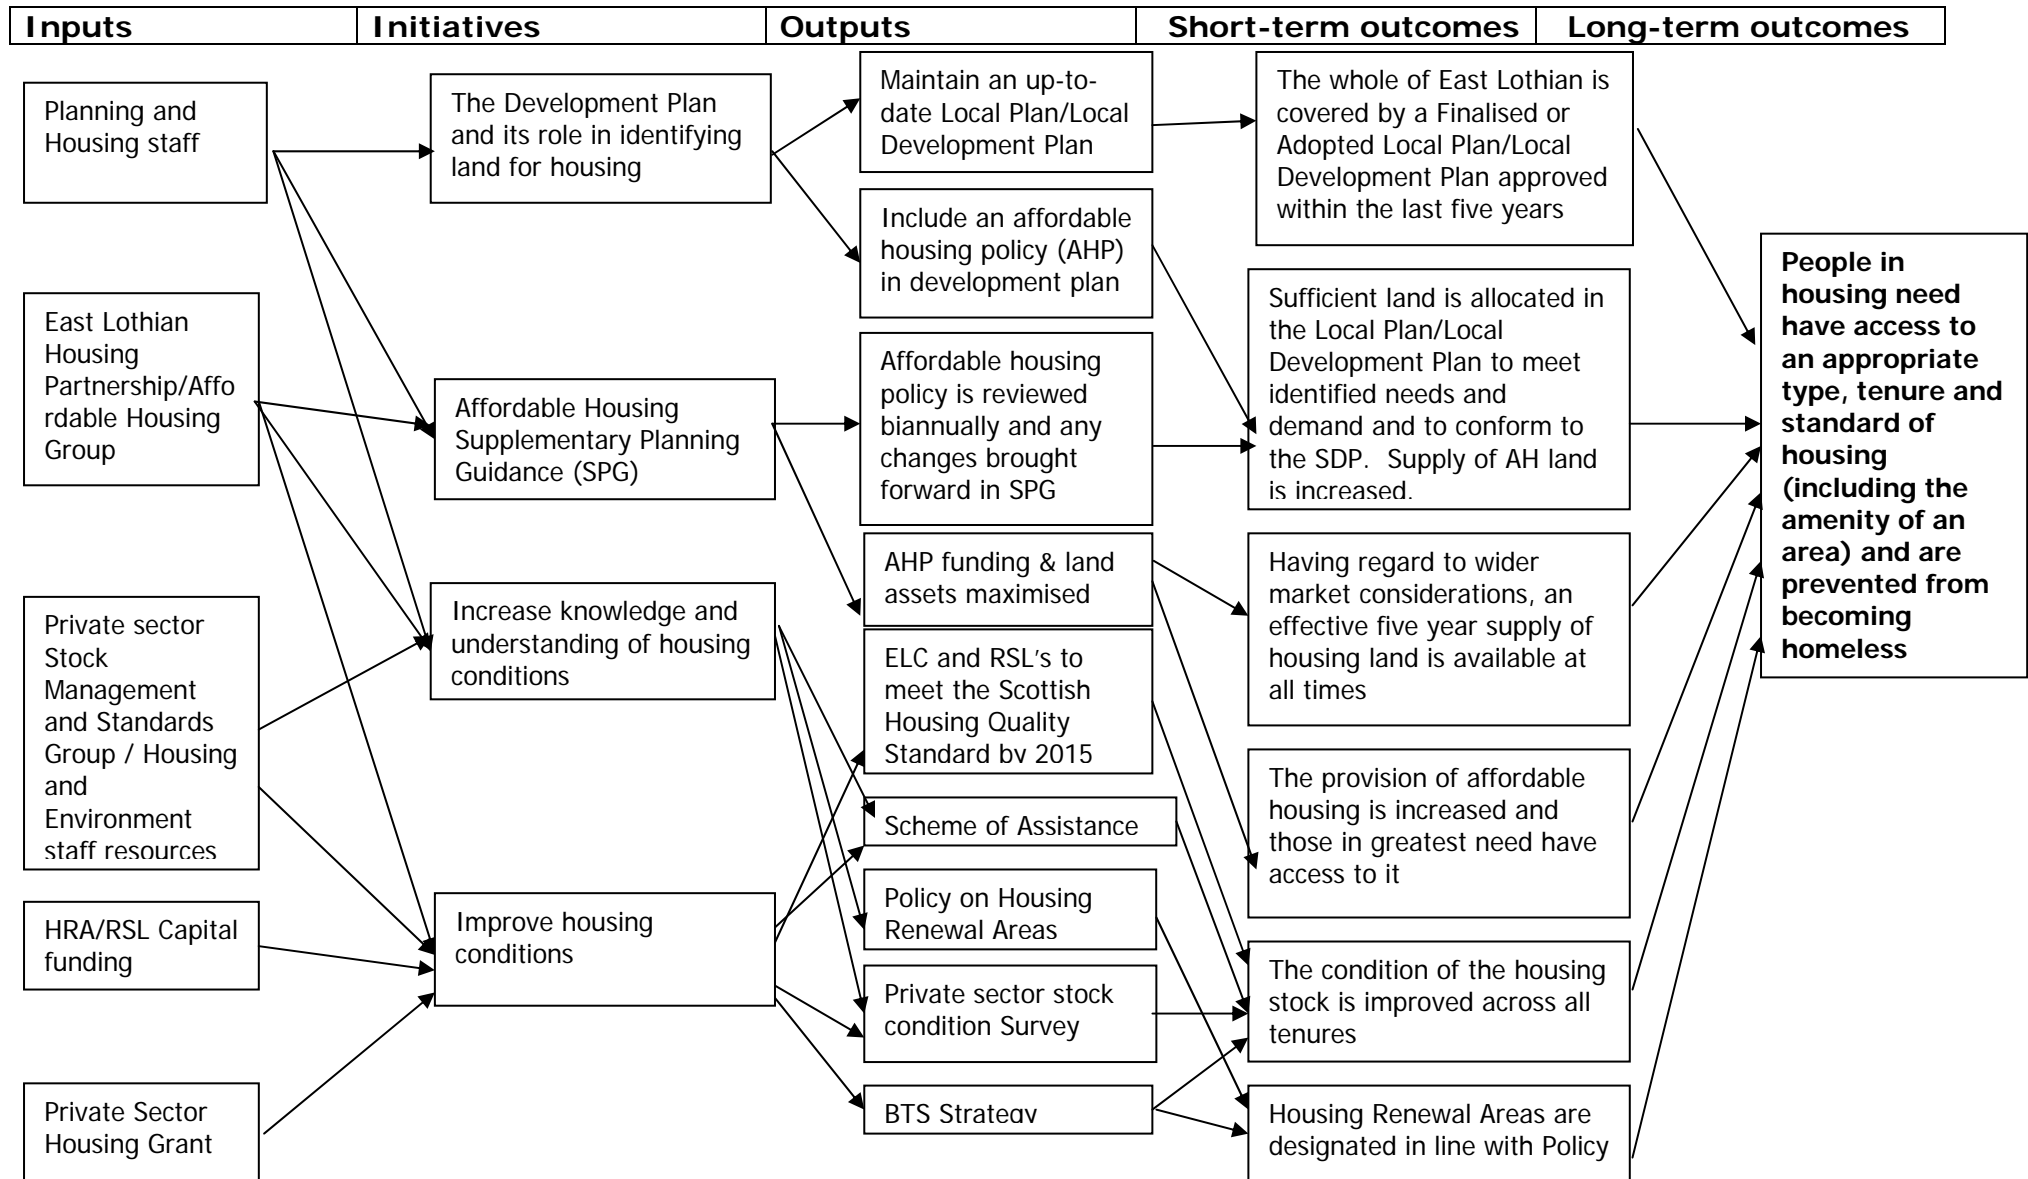 Inputs
Initiatives
Outputs
Short-term outcomes
Long-term outcomes
Planning and
Housing staff
East Lothian
Housing
Partnership/Affo
rdable Housing
Group
Private sector
Stock
Management
and Standards
Group / Housing
and
Environment
staff resources
HRA/RSL Capital
funding
Private Sector
Housing Grant
The Development Plan
and its role in identifying
land for housing
Affordable Housing
Supplementary Planning
Guidance (SPG)
Increase knowledge and
understanding of housing
conditions
Improve housing
conditions
Maintain an up-to-
date Local Plan/Local
Development Plan
Include an affordable
housing policy (AHP)
in development plan
Affordable housing
policy is reviewed
biannually and any
changes brought
forward in SPG
AHP funding & land
assets maximised
ELC and RSL's to
meet the Scottish
Housing Quality
Standard by 2015
Scheme of Assistance
Policy on Housing
Renewal Areas
Private sector stock
condition Survey
BTS Strategy
The whole of East Lothian is
covered by a Finalised or
Adopted Local Plan/Local
Development Plan approved
within the last five years
Sufficient land is allocated in
the Local Plan/Local
Development Plan to meet
identified needs and
demand and to conform to
the SDP.  Supply of AH land
is increased.
Having regard to wider
market considerations, an
effective five year supply of
housing land is available at
all times
The provision of affordable
housing is increased and
those in greatest need have
access to it
The condition of the housing
stock is improved across all
tenures
Housing Renewal Areas are
designated in line with Policy
People in
housing need
have access to
an appropriate
type, tenure and
standard of
housing
(including the
amenity of an
area) and are
prevented from
becoming
homeless